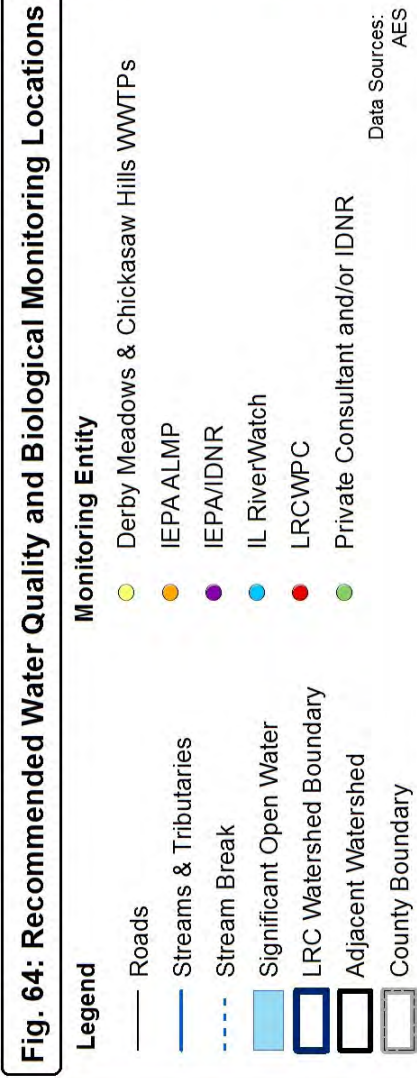 Fig. 64: Recommended Water Quality and Biological Monitoring Locations
Legend
Roads
Streams & Tributaries
Stream Break
Significant Open Water
LRC Watershed Boundary
Adjacent Watershed
County Boundary
Monitoring Entity
Derby Meadows & Chickasaw Hills WWTPs
IEPA ALMP
IEPA/IDNR
IL RiverWatch
LRCWPC
Private Consultant and/or IDNR
Data Sources:
AES